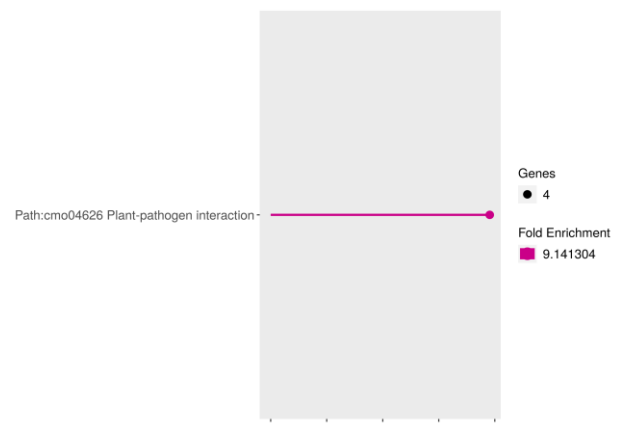 Path:cmo04626 Plant-pathogen interaction
Genes
4
Fold Enrichment
9.141304